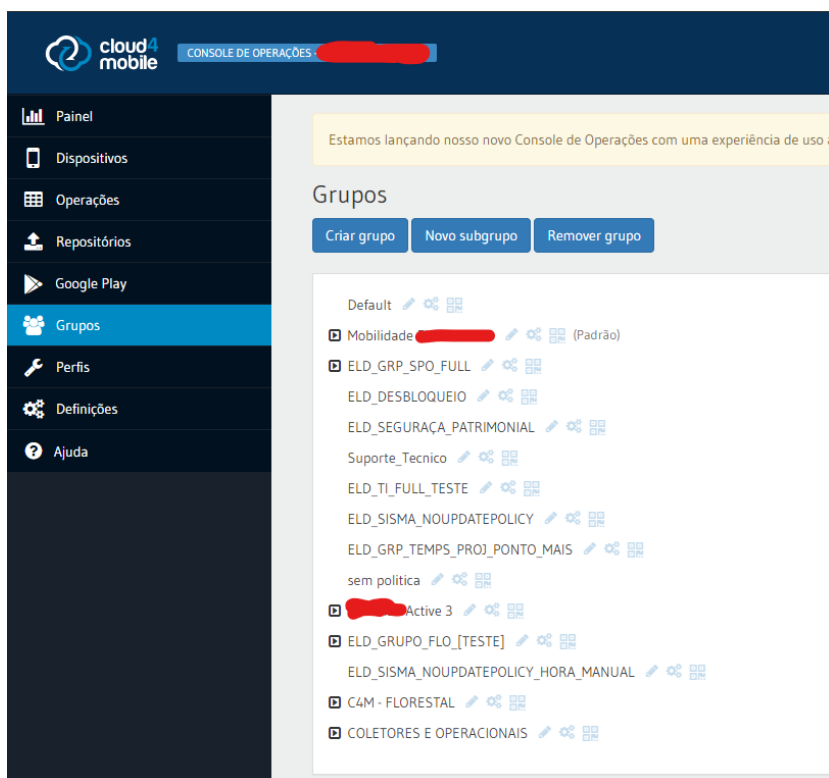 cloud4
mobile
CONSOLE DE OPERAÇÕES -
Painel
Dispositivos
Operações
Repositórios
Google Play
Grupos
Perfis
Definições
Ajuda
Estamos lançando nosso novo Console de Operações com uma experiência de uso a
Grupos
Criar grupo Novo subgrupo Remover grupo
Default
Mobilidade (Padrão)
ELD_GRP_SPO_FULL
ELD_DESBLOQUEIO
ELD_SEGURAÇA_PATRIMONIAL
Suporte_Tecnico
ELD_TI_FULL_TESTE
ELD_SISMA_NOUPDATEPOLICY
ELD_GRP_TEMPS_PROJ_PONTO_MAIS
sem politica
Active 3
ELD_GRUPO_FLO_[TESTE]
ELD_SISMA_NOUPDATEPOLICY_HORA_MANUAL
C4M - FLORESTAL
COLETORES E OPERACIONAIS